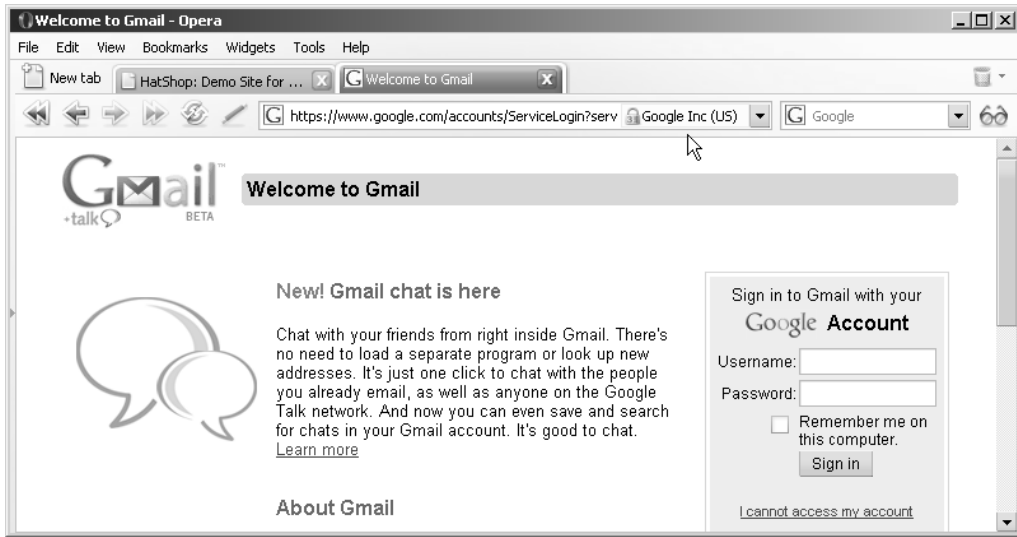 Welcome to Gmail - Opera
File Edit View Bookmarks Widgets Tools Help
New tab HatShop: Demo Site for ... Welcome to Gmail
G https://www.google.com/accounts/ServiceLogin?serv Google Inc (US) G Google
Gmail™
+talk BETA
Welcome to Gmail
New! Gmail chat is here
Chat with your friends from right inside Gmail. There's
no need to load a separate program or look up new
addresses. It's just one click to chat with the people
you already email, as well as anyone on the Google
Talk network. And now you can even save and search
for chats in your Gmail account. It's good to chat.
Learn more
About Gmail
Sign in to Gmail with your
Google Account
Username:
Password:
Remember me on
this computer.
Sign in
I cannot access my account